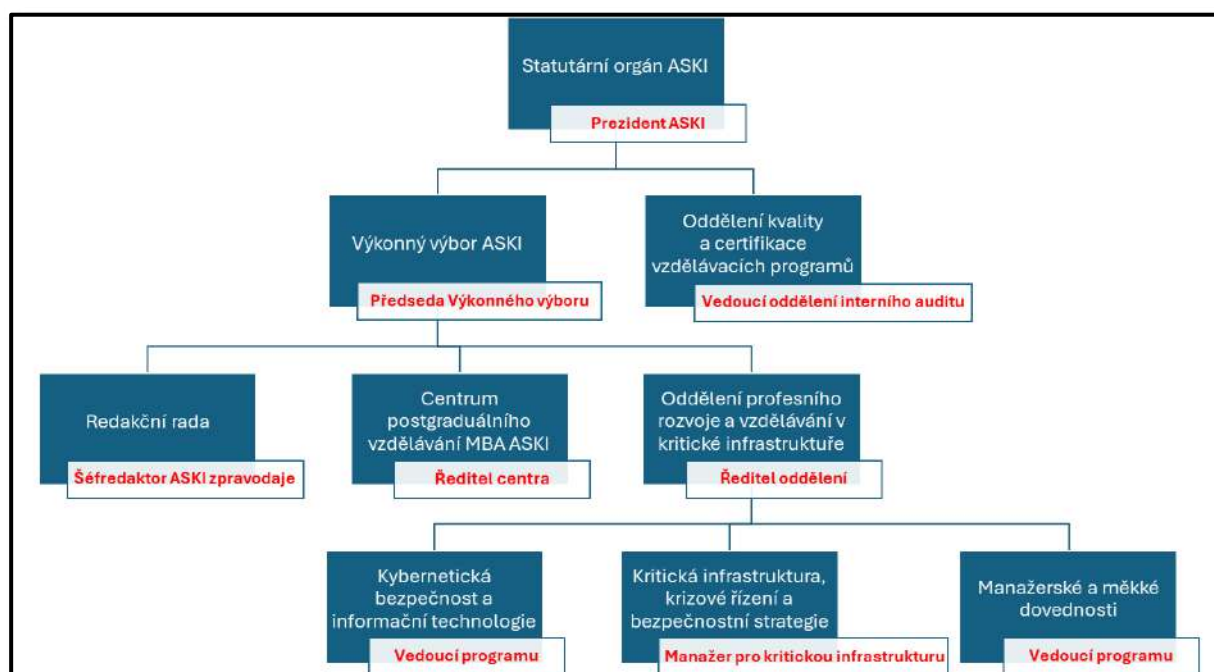 Statutární orgán ASKI
Prezident ASKI
Výkonný výbor ASKI
Předseda Výkonného výboru
Oddělení kvality
a certifikace
vzdělávacích programů
Vedoucí oddělení interního auditu
Redakční rada
Šéfredaktor ASKI zpravodaje
Centrum
postgraduálního
vzdělávání MBA ASKI
Ředitel centra
Oddělení profesního
rozvoje a vzdělávání v
kritické infrastruktuře
Ředitel oddělení
Kybernetická
bezpečnost a
informační technologie
Vedoucí programu
Kritická infrastruktura,
krizové řízení a
bezpečnostní strategie
Manažer pro kritickou infrastrukturu
Manažerské a měkké
dovednosti
Vedoucí programu